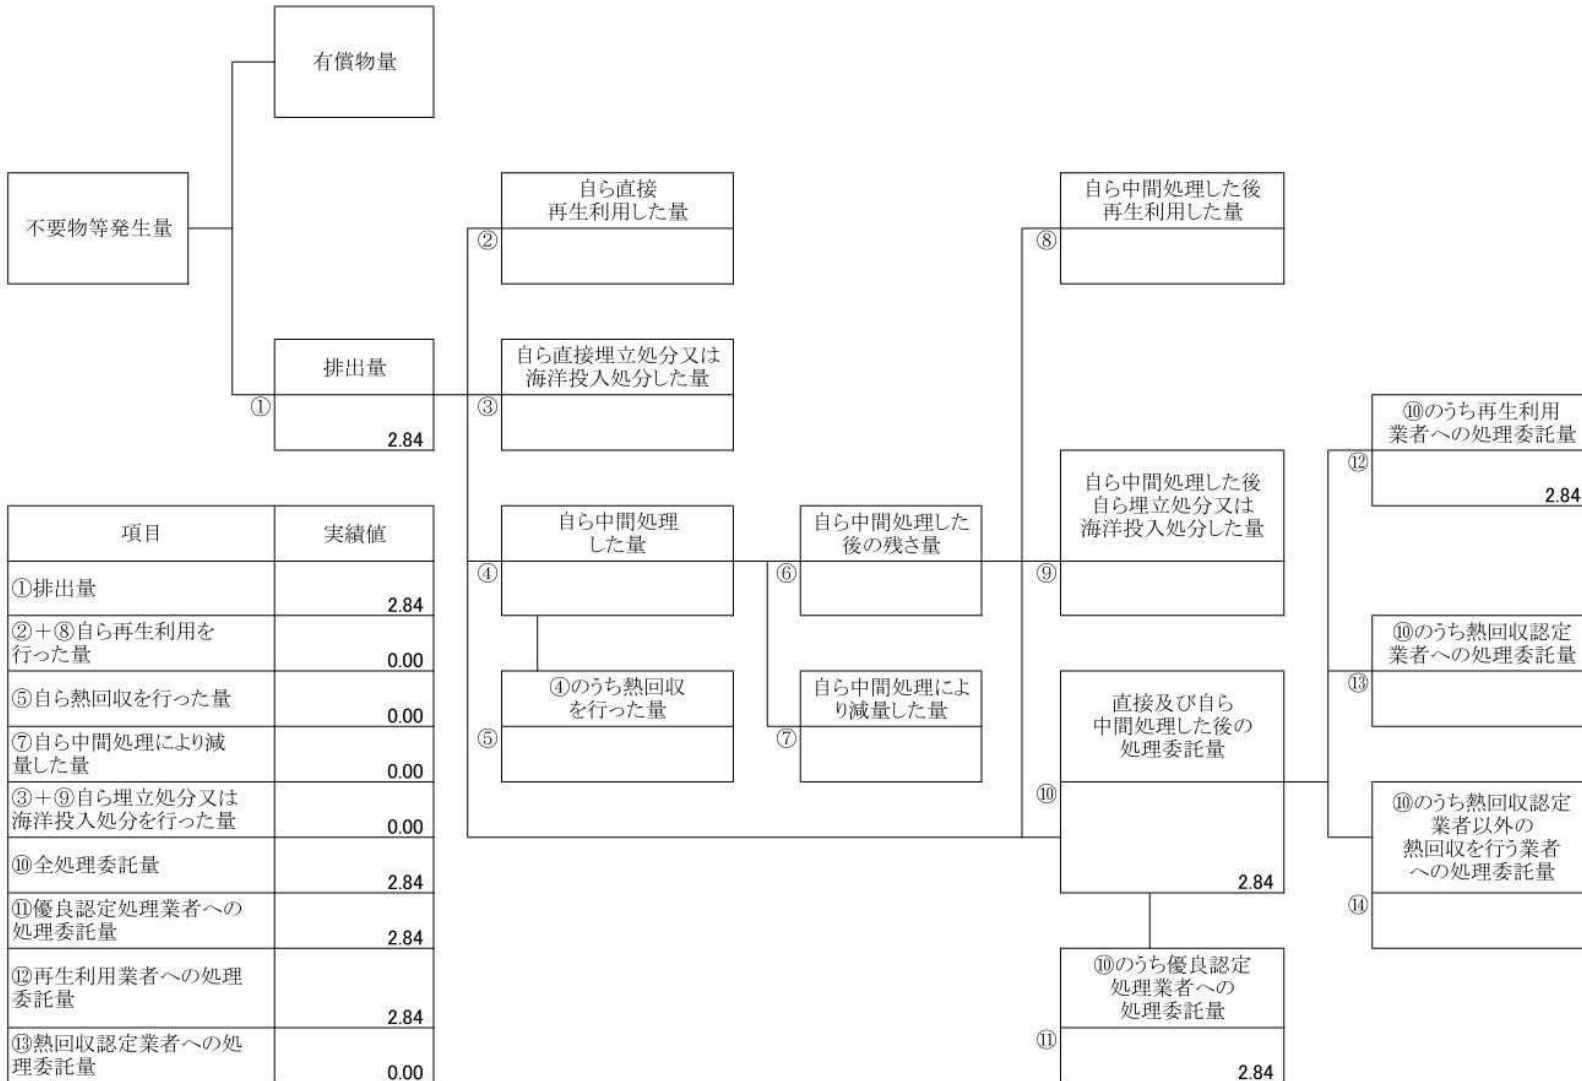 有償物量
不要物等発生量
自ら直接
再生利用した量
②
自ら中間処理した後
再生利用した量
⑧
排出量
①
2.84
自ら直接埋立処分又は
海洋投入処分した量
③
⑩のうち再生利用
業者への処理委託量
⑫
2.84
自ら中間処理
した量
④
自ら中間処理した
後の残さ量
⑥
自ら中間処理した後
自ら埋立処分又は
海洋投入処分した量
⑨
⑩のうち熱回収認定
業者への処理委託量
⑬
④のうち熱回収
を行った量
⑤
自ら中間処理によ
り減量した量
⑦
直接及び自ら
中間処理した後の
処理委託量
⑩
2.84
⑩のうち熱回収認定
業者以外の
熱回収を行う業者
への処理委託量
⑭
⑩のうち優良認定
処理業者への
処理委託量
⑪
2.84
項目 実績値
①排出量 2.84
②+⑧自ら再生利用を
行った量 0.00
⑤自ら熱回収を行った量 0.00
⑦自ら中間処理により減
量した量 0.00
③+⑨自ら埋立処分又は
海洋投入処分を行った量 0.00
⑩全処理委託量 2.84
⑪優良認定処理業者への
処理委託量 2.84
⑫再生利用業者への処理
委託量 2.84
⑬熱回収認定業者への処
理委託量 0.00